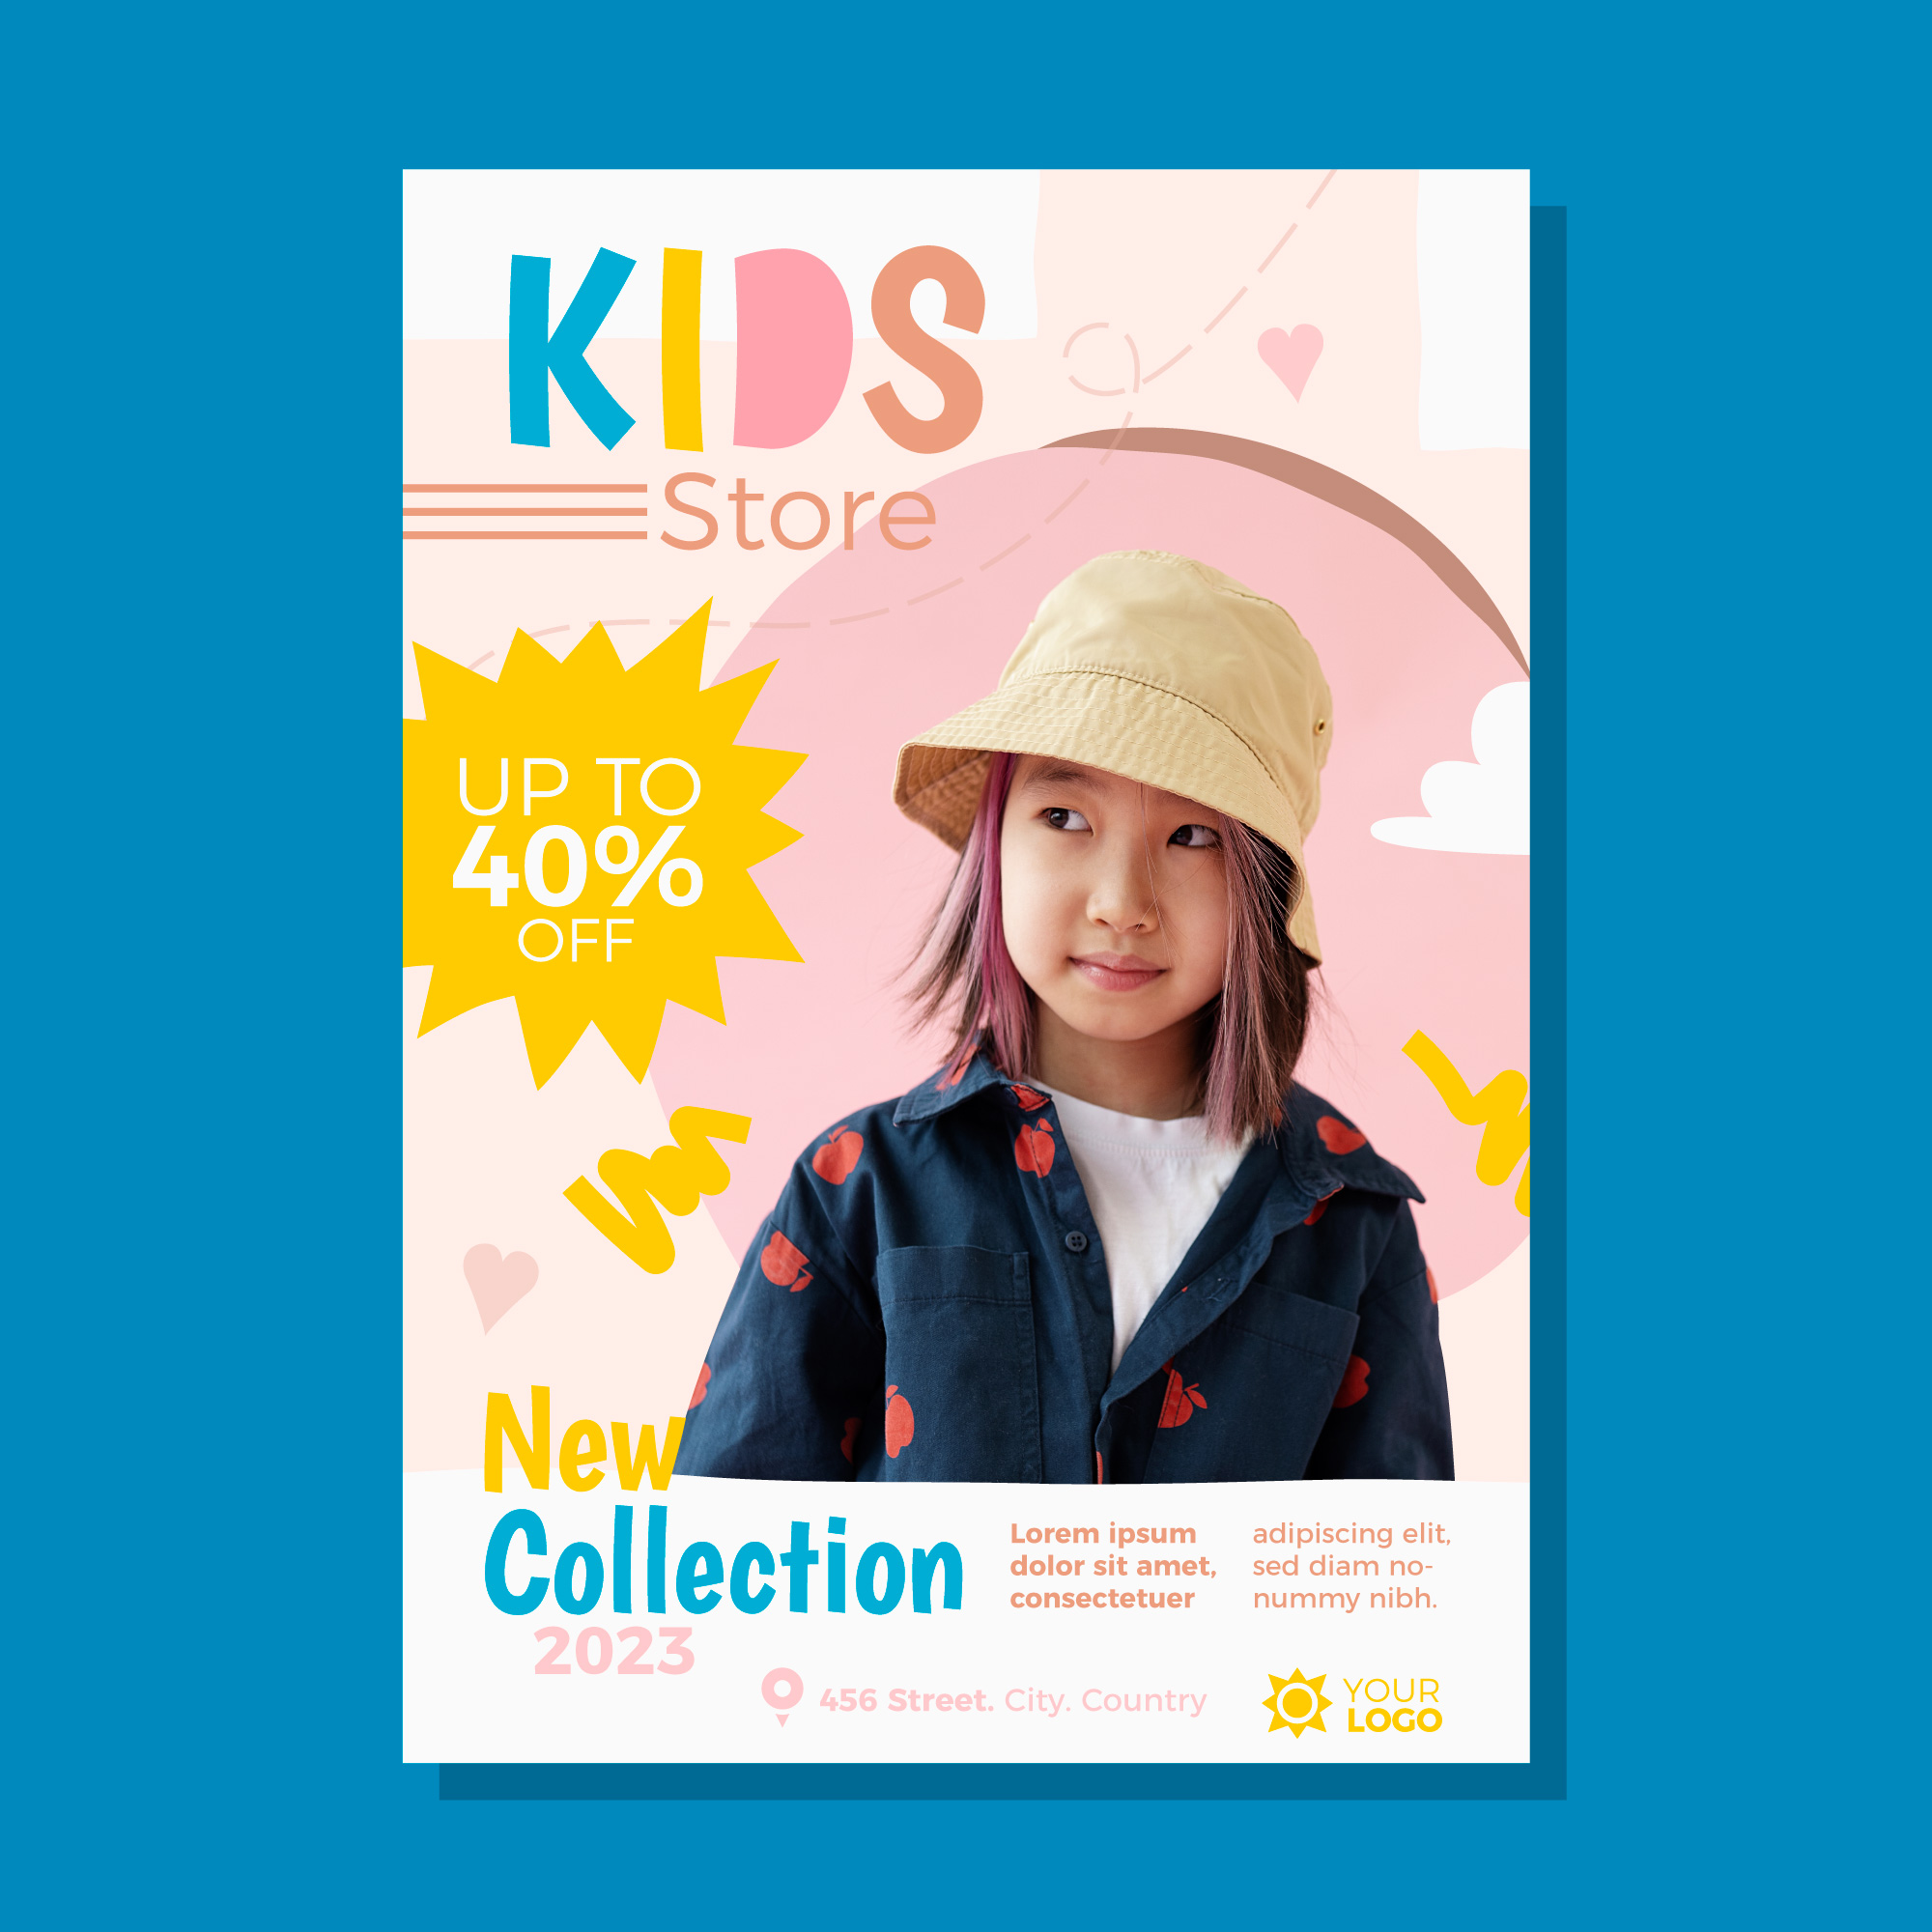 KIDS
Store
UP TO
40%
OFF
New
Collection
2023
Lorem ipsum
dolor sit amet,
consectetuer
adipiscing elit,
sed diam no-
nummy nibh.
456 Street. City. Country
YOUR
LOGO